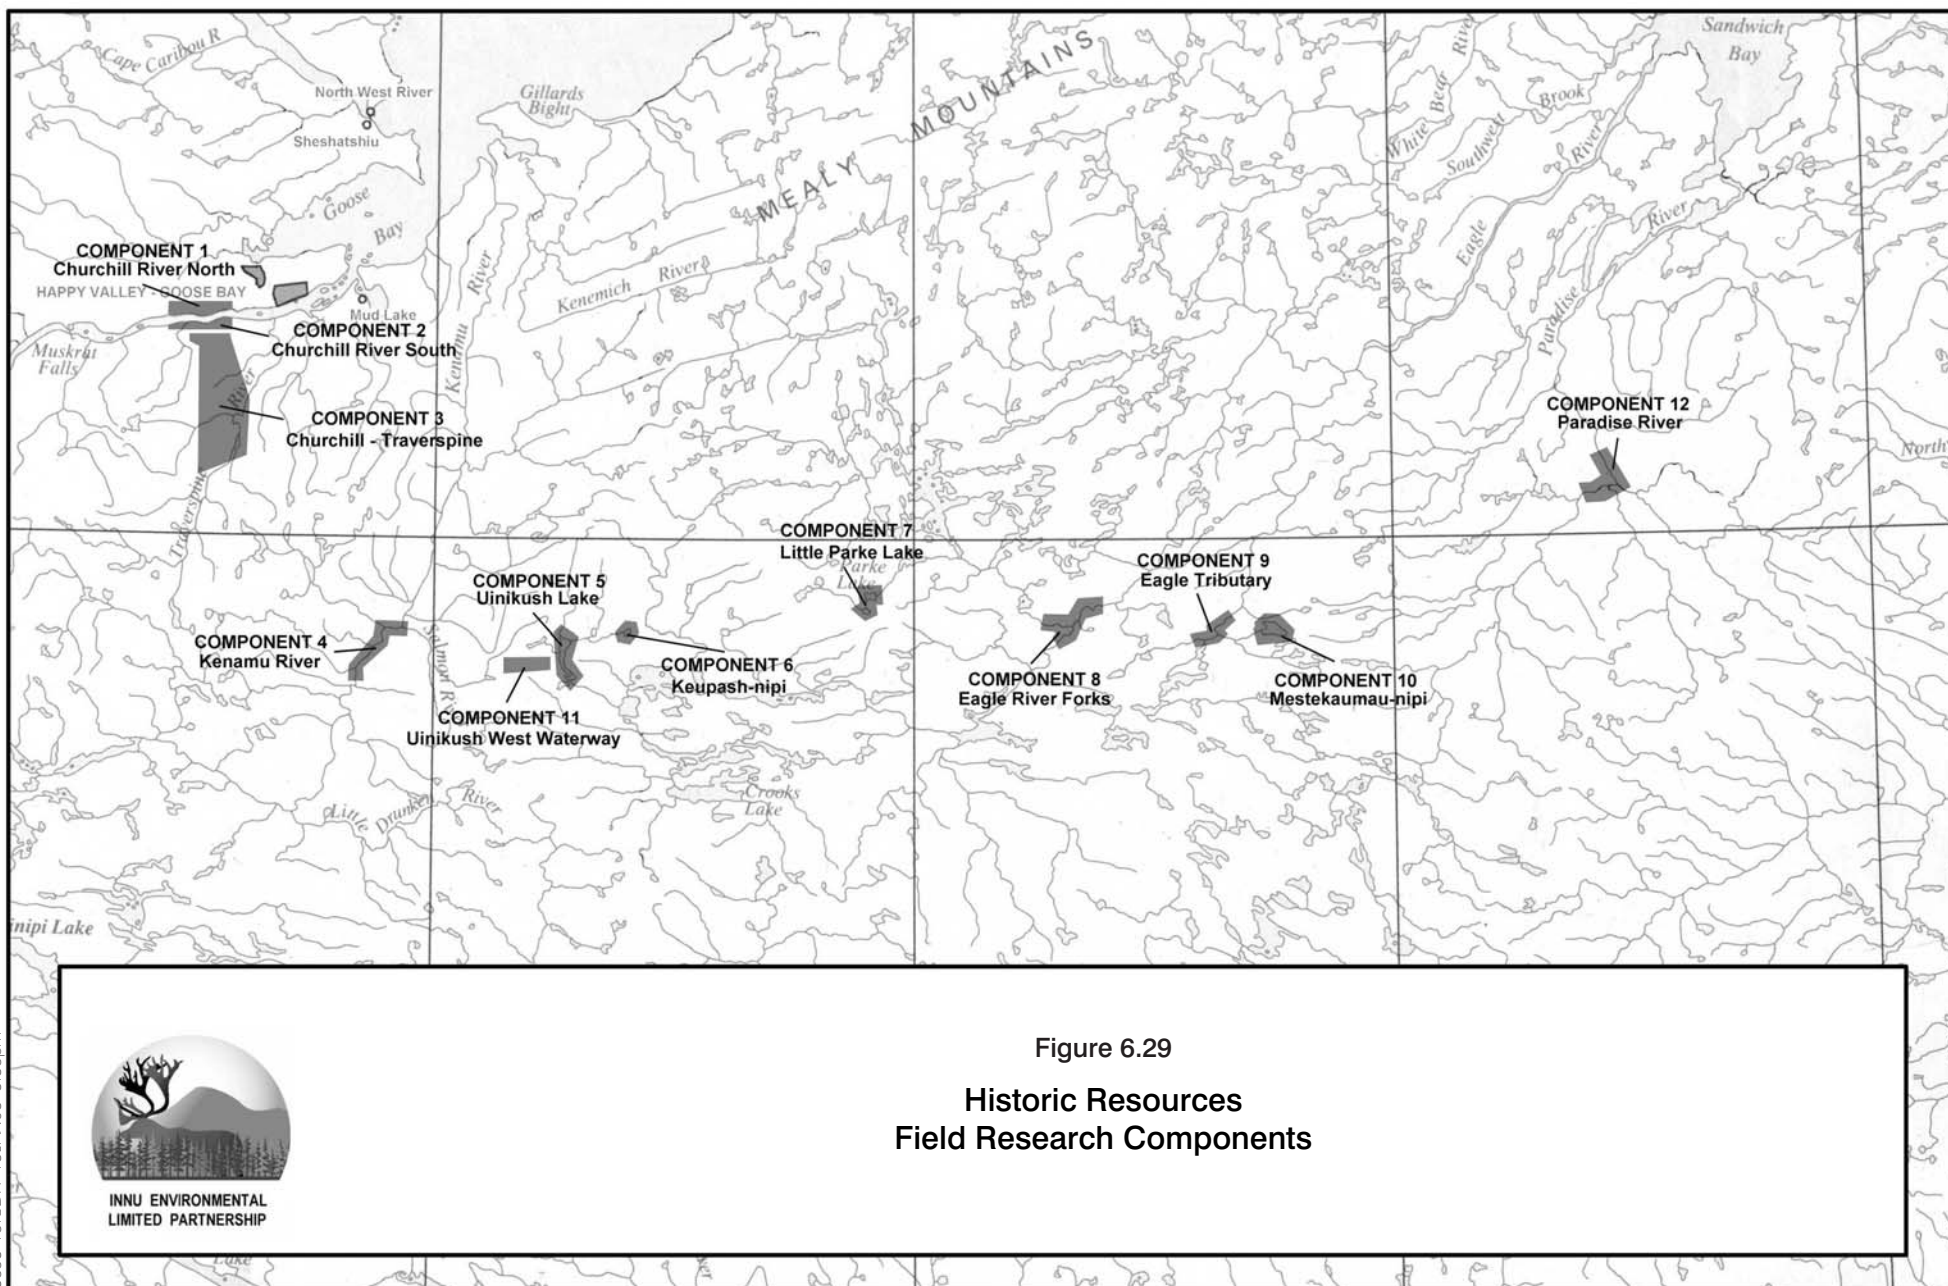 Cape Caribou R
North West River
Sheshatshiu
Gillards
Bight
MEALY MOUNTAINS
Sandwich
Bay
White Bear River
Southwest Brook
Eagle River
Paradise River
North
Goose Bay
COMPONENT 1
Churchill River North
HAPPY VALLEY - GOOSE BAY
Mud Lake
COMPONENT 2
Churchill River South
Muskrat
Falls
Kenamu River
Kenemich River
COMPONENT 3
Churchill - Traverspine
Traverspine River
COMPONENT 12
Paradise River
COMPONENT 7
Little Parke Lake
Parke
Lake
COMPONENT 5
Uinikush Lake
COMPONENT 9
Eagle Tributary
COMPONENT 4
Kenamu River
Salmon
COMPONENT 6
Keupash-nipi
COMPONENT 8
Eagle River Forks
COMPONENT 10
Mestekaumau-nipi
COMPONENT 11
Uinikush West Waterway
Little Drunken River
Crooks
Lake
inipi Lake
Figure 6.29
Historic Resources
Field Research Components
INNU ENVIRONMENTAL
LIMITED PARTNERSHIP
Lake